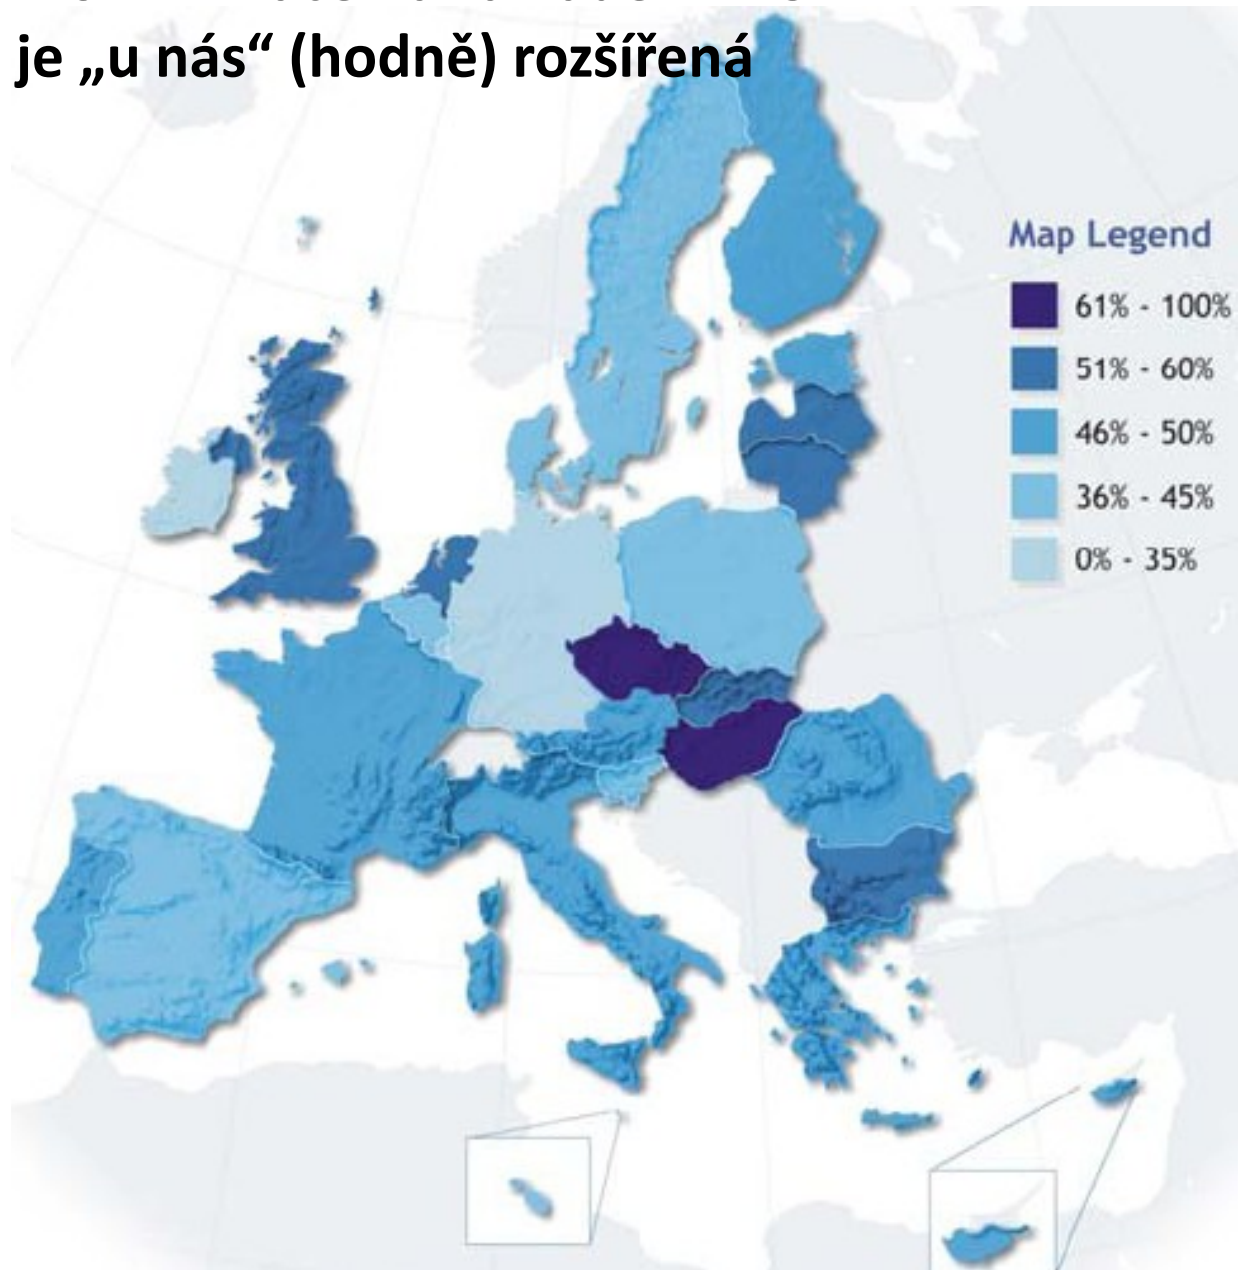 je „u nás“ (hodně) rozšířená
Map Legend
61% - 100%
51% - 60%
46% - 50%
36% - 45%
0% - 35%